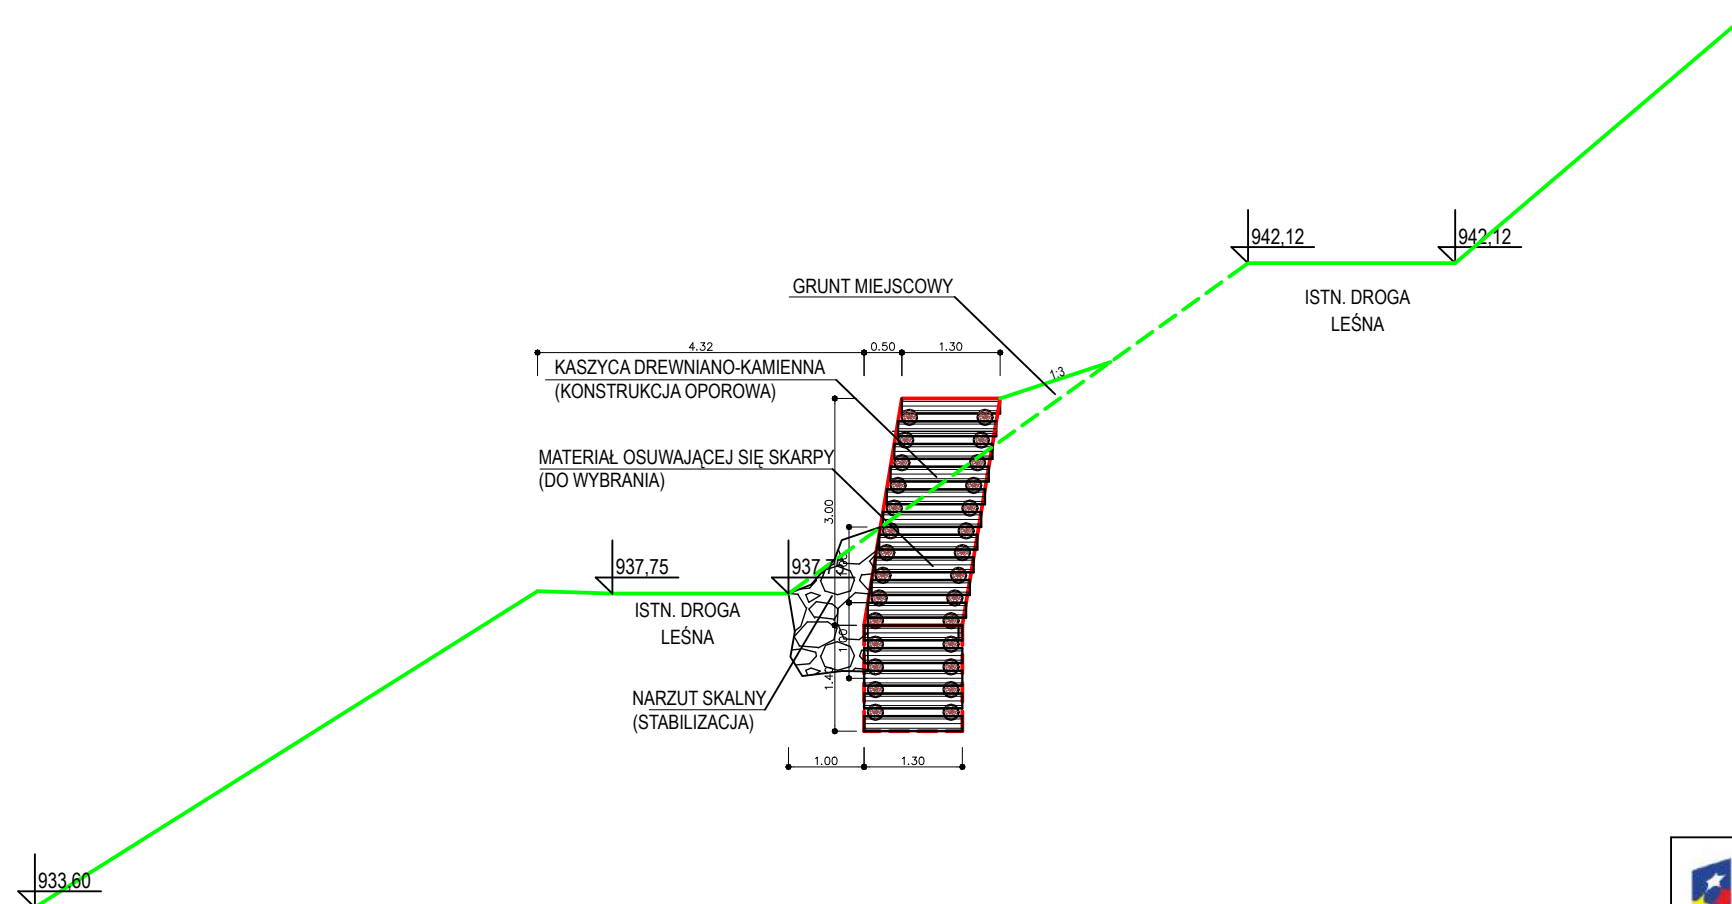 942,12
942,12
GRUNT MIEJSCOWY
ISTN. DROGA
LEŚNA
4.32
0.50
1.30
KASZYCA DREWNIANO-KAMIENNA
(KONSTRUKCJA OPOROWA)
1:3
MATERIAŁ OSUWAJĄCEJ SIĘ SKARPY
(DO WYBRANIA)
3.00
937,75
ISTN. DROGA
LEŚNA
1.00
NARZUT SKALNY
(STABILIZACJA)
1.00
1.30
933,60